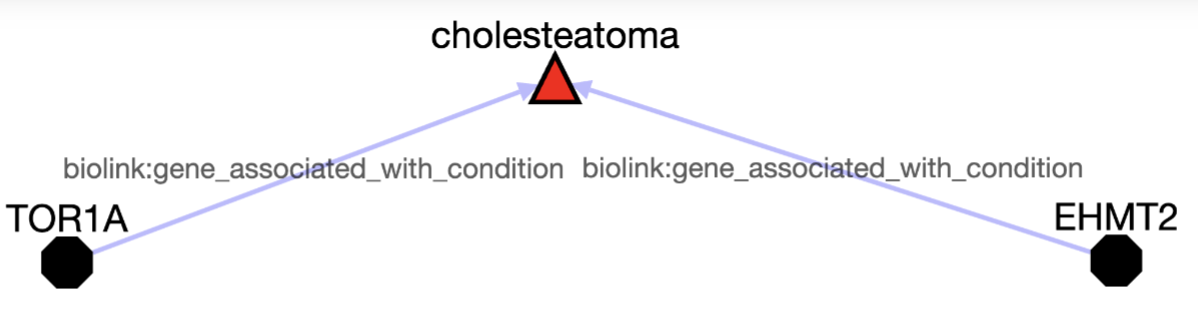 cholesteatoma
biolink:gene_associated_with_condition biolink:gene_associated_with_condition
TOR1A EHMT2